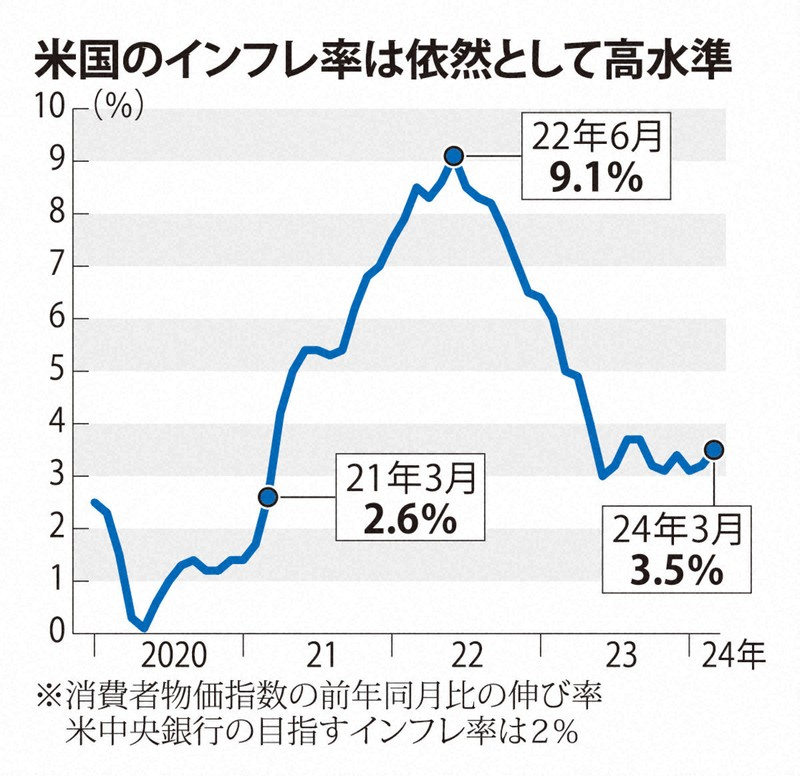 米国のインフレ率は依然として高水準
10 (%)
9
8
7
6
5
4
3
2
1
0
22年6月
9.1%
21年3月
2.6%
24年3月
3.5%
2020 21 22 23 24年
※消費者物価指数の前年同月比の伸び率
米中央銀行の目指すインフレ率は2%